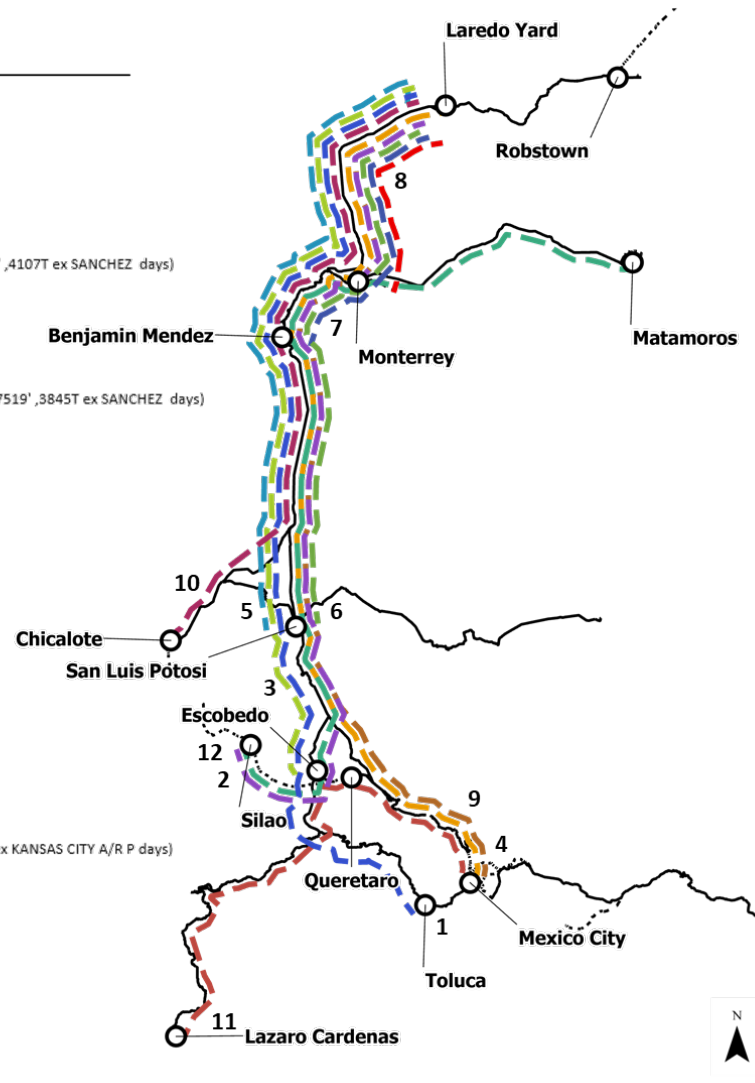 Laredo Yard
Robstown
8
' ,4107T ex SANCHEZ days)
7
Benjamin Mendez
Monterrey
Matamoros
7519' ,3845T ex SANCHEZ days)
10
5
6
Chicalote
San Luis Potosi
3
Escobedo
12
2
9
Silao
4
x KANSAS CITY A/R P days)
Queretaro
1
Mexico City
Toluca
N
11
Lazaro Cardenas